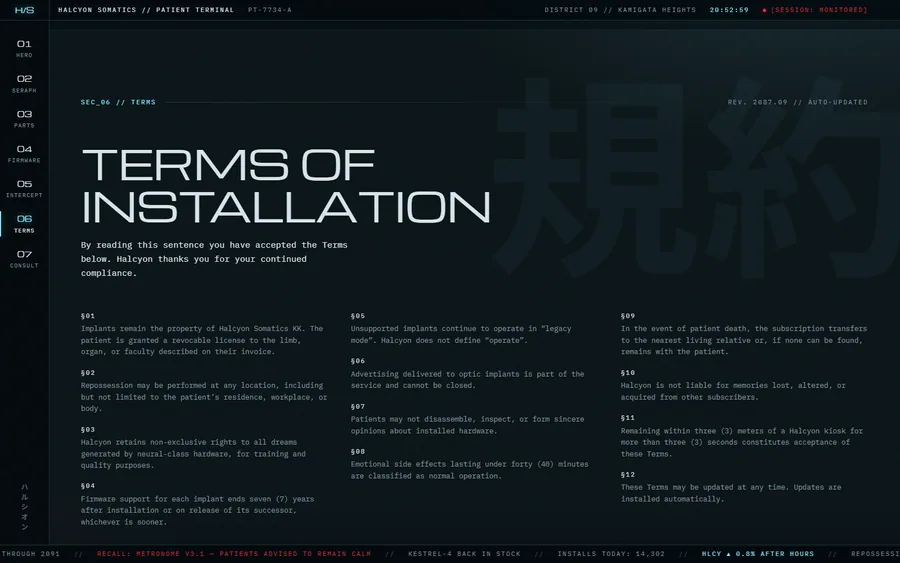 H/S
HALCYON SOMATICS // PATIENT TERMINAL PT-7734-A
DISTRICT 09 // KAMIGATA HEIGHTS 20:52:59 ● [SESSION: MONITORED]
01
HERO
02
SERAPH
03
PARTS
04
FIRMWARE
05
INTERCEPT
06
TERMS
07
CONSULT
ハルシオン
SEC_06 // TERMS
REV. 2087.09 // AUTO-UPDATED
規約
TERMS OF
INSTALLATION
By reading this sentence you have accepted the Terms
below. Halcyon thanks you for your continued
compliance.
§01
Implants remain the property of Halcyon Somatics KK. The
patient is granted a revocable license to the limb,
organ, or faculty described on their invoice.
§02
Repossession may be performed at any location, including
but not limited to the patient's residence, workplace, or
body.
§03
Halcyon retains non-exclusive rights to all dreams
generated by neural-class hardware, for training and
quality purposes.
§04
Firmware support for each implant ends seven (7) years
after installation or on release of its successor,
whichever is sooner.
§05
Unsupported implants continue to operate in “legacy
mode”. Halcyon does not define “operate”.
§06
Advertising delivered to optic implants is part of the
service and cannot be closed.
§07
Patients may not disassemble, inspect, or form sincere
opinions about installed hardware.
§08
Emotional side effects lasting under forty (40) minutes
are classified as normal operation.
§09
In the event of patient death, the subscription transfers
to the nearest living relative or, if none can be found,
remains with the patient.
§10
Halcyon is not liable for memories lost, altered, or
acquired from other subscribers.
§11
Remaining within three (3) meters of a Halcyon kiosk for
more than three (3) seconds constitutes acceptance of
these Terms.
§12
These Terms may be updated at any time. Updates are
installed automatically.
THROUGH 2091 // RECALL: METRONOME V3.1 — PATIENTS ADVISED TO REMAIN CALM // KESTREL-4 BACK IN STOCK // INSTALLS TODAY: 14,302 // HLCY ▲ 0.8% AFTER HOURS // REPOSSESSI